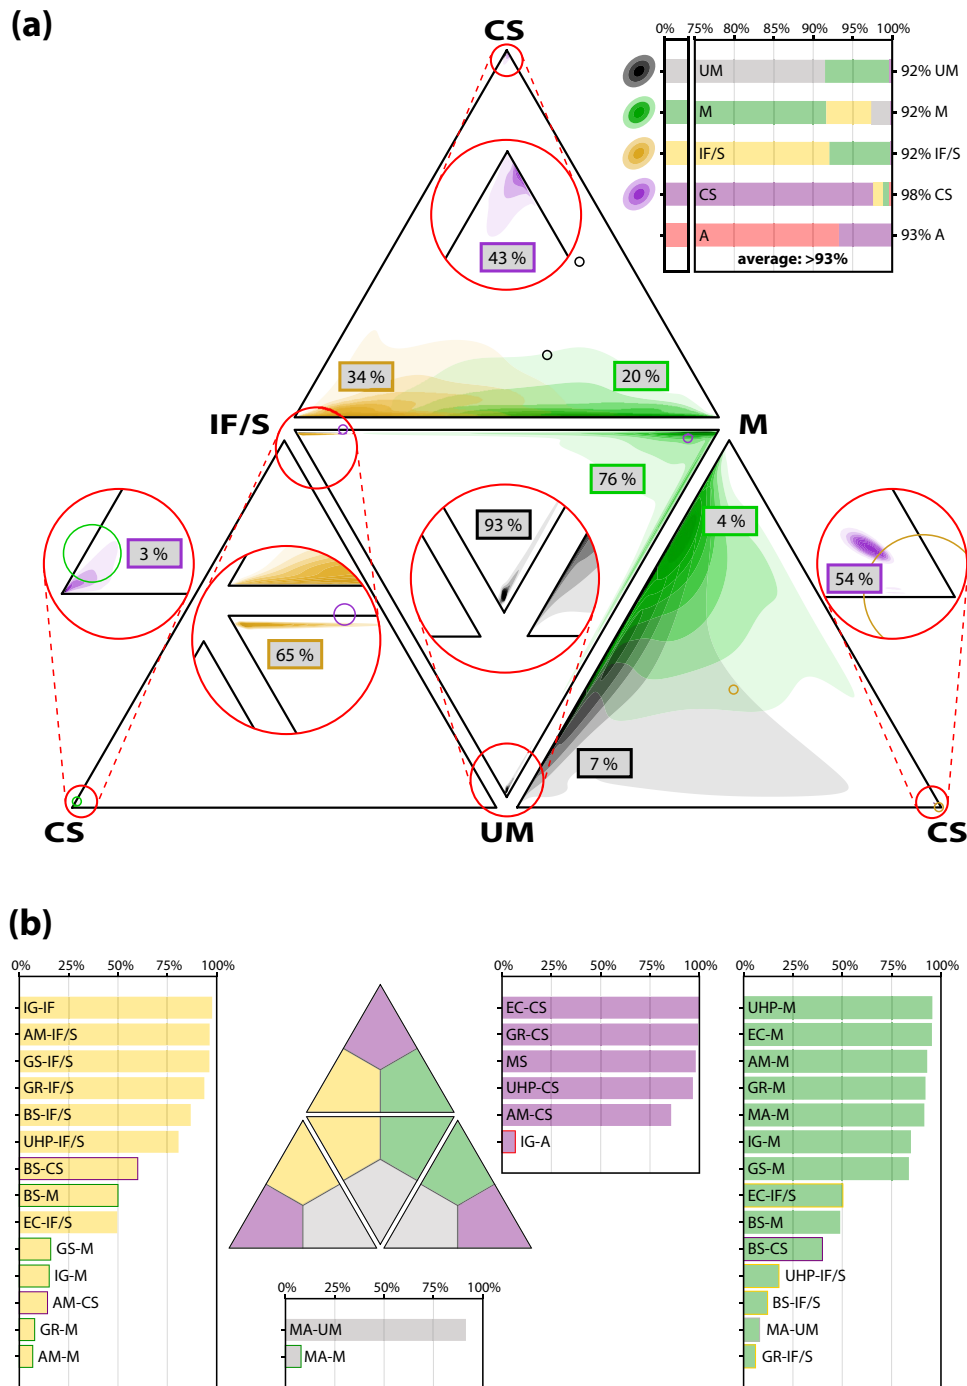 (a)
CS
0% 75% 80% 85% 90% 95% 100%
UM 92% UM
M 92% M
IF/S 92% IF/S
CS 98% CS
A 93% A
average: >93%
43 %
34 %
20 %
IF/S
M
76 %
93 %
4 %
3 %
54 %
65 %
7 %
CS
UM
CS
(b)
0% 25% 50% 75% 100%
IG-IF
AM-IF/S
GS-IF/S
GR-IF/S
BS-IF/S
UHP-IF/S
BS-CS
BS-M
EC-IF/S
GS-M
IG-M
AM-CS
GR-M
AM-M
0% 25% 50% 75% 100%
MA-UM
MA-M
0% 25% 50% 75% 100%
EC-CS
GR-CS
MS
UHP-CS
AM-CS
IG-A
0% 25% 50% 75% 100%
UHP-M
EC-M
AM-M
GR-M
MA-M
IG-M
GS-M
EC-IF/S
BS-M
BS-CS
UHP-IF/S
BS-IF/S
MA-UM
GR-IF/S